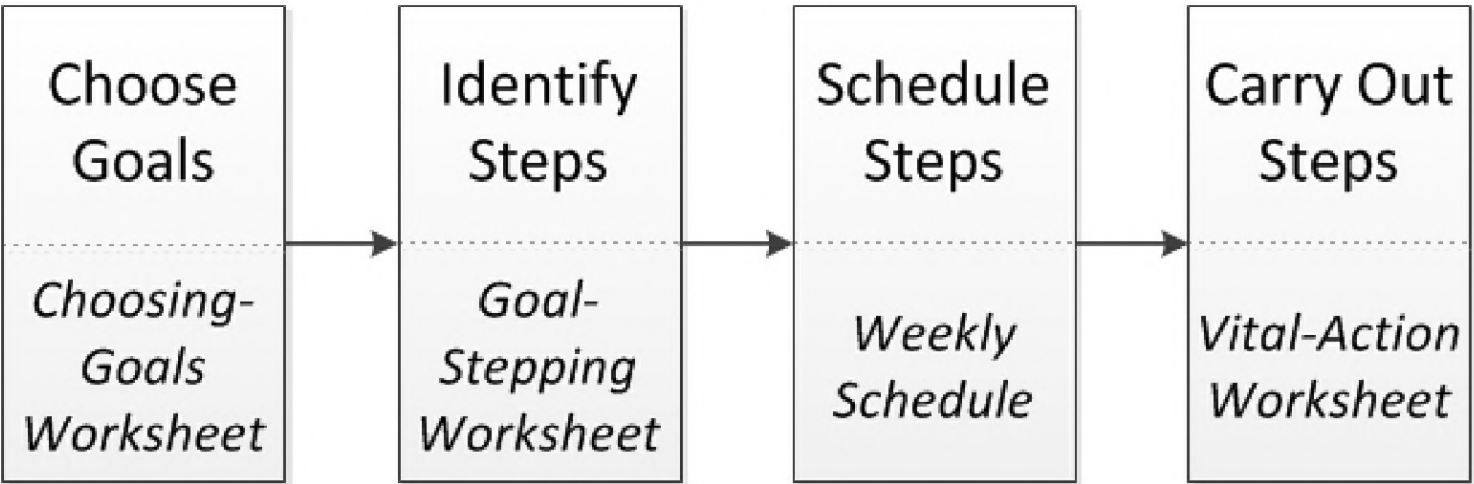 Choose
Goals
Choosing-
Goals
Worksheet
Identify
Steps
Goal-
Stepping
Worksheet
Schedule
Steps
Weekly
Schedule
Carry Out
Steps
Vital-Action
Worksheet